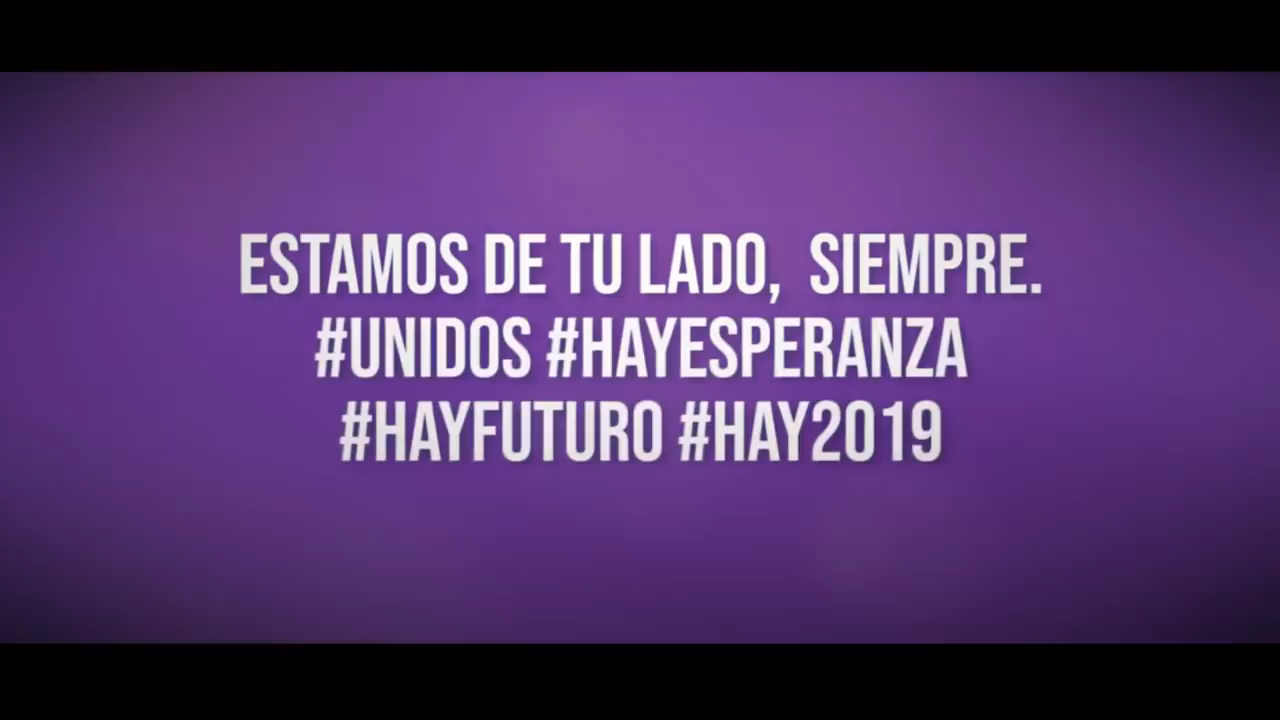 ESTAMOS DE TU LADO,  SIEMPRE.
#UNIDOS #HAYESPERANZA
#HAYFUTURO #HAY2019